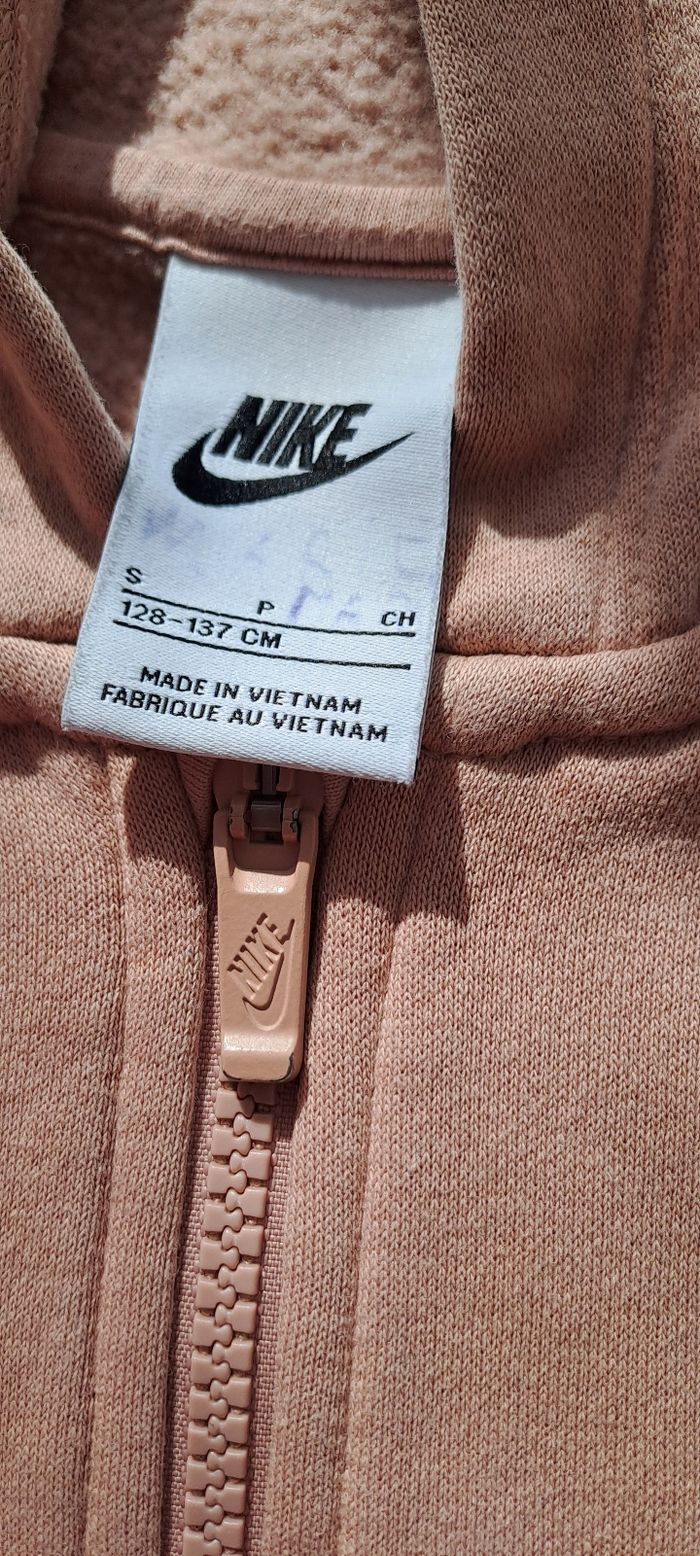 NIKE
S P CH
128-137 CM
MADE IN VIETNAM
FABRIQUE AU VIETNAM
NIKE